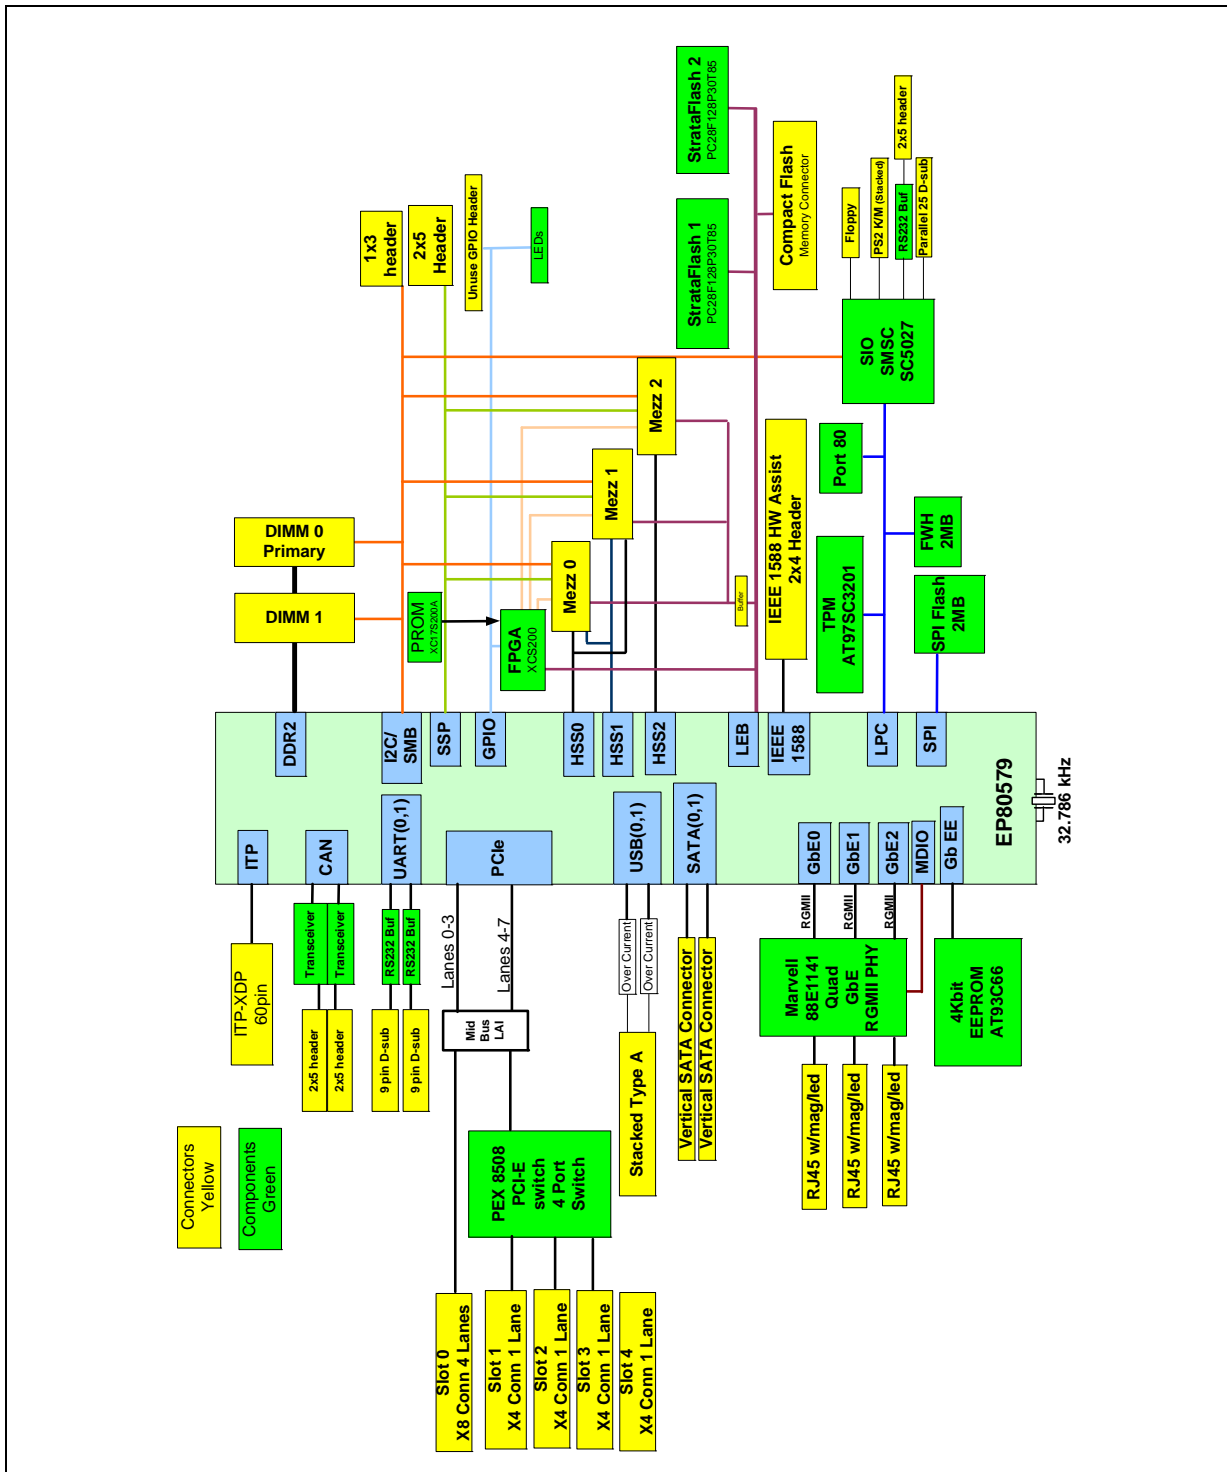 Connectors
Yellow
Components
Green
ITP-XDP
60pin
ITP
2x5 header
2x5 header
Transceiver
Transceiver
CAN
9 pin D-sub
9 pin D-sub
RS232 Buf
RS232 Buf
UART(0,1)
Slot 0
X8 Conn 4 Lanes
Slot 1
X4 Conn 1 Lane
Slot 2
X4 Conn 1 Lane
Slot 3
X4 Conn 1 Lane
Slot 4
X4 Conn 1 Lane
PEX 8508
PCI-E
switch
4 Port
Switch
Mid
Bus
LAI
Lanes 0-3
Lanes 4-7
PCIe
Stacked Type A
Over Current
Over Current
USB(0,1)
Vertical SATA Connector
Vertical SATA Connector
SATA(0,1)
RJ45 w/mag/led
RJ45 w/mag/led
RJ45 w/mag/led
Marvell
88E1141
Quad
GbE
RGMII PHY
RGMII
RGMII
RGMII
GbE0
GbE1
GbE2
MDIO
4Kbit
EEPROM
AT93C66
Gb EE
EP80579
32.786 kHz
DDR2
DIMM 1
DIMM 0
Primary
I2C/
SMB
1x3
header
SSP
2x5
Header
GPIO
Unuse GPIO Header
LEDs
PROM
XC17S200A
FPGA
XCS200
HSS0
HSS1
HSS2
Mezz 0
Mezz 1
Mezz 2
LEB
Buffer
StrataFlash 1
PC28F128P30T85
StrataFlash 2
PC28F128P30T85
Compact Flash
Memory Connector
IEEE
1588
IEEE 1588 HW Assist
2x4 Header
LPC
TPM
AT97SC3201
Port 80
FWH
2MB
SIO
SMSC
SC5027
Floppy
PS2 K/M (Stacked)
RS232 Buf
2x5 header
Parallel 25 D-sub
SPI
SPI Flash
2MB